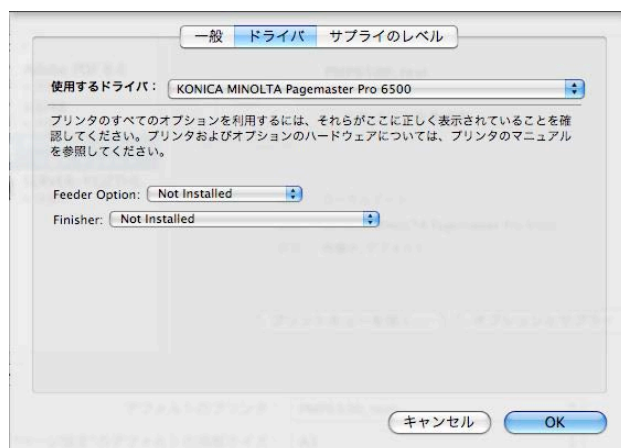 一般 ドライバ サプライのレベル
使用するドライバ： KONICA MINOLTA Pagemaster Pro 6500
プリンタのすべてのオプションを利用するには、それらがここに正しく表示されていることを確
認してください。プリンタおよびオプションのハードウェアについては、プリンタのマニュアル
を参照してください。
Feeder Option: Not Installed
Finisher: Not Installed
キャンセル OK